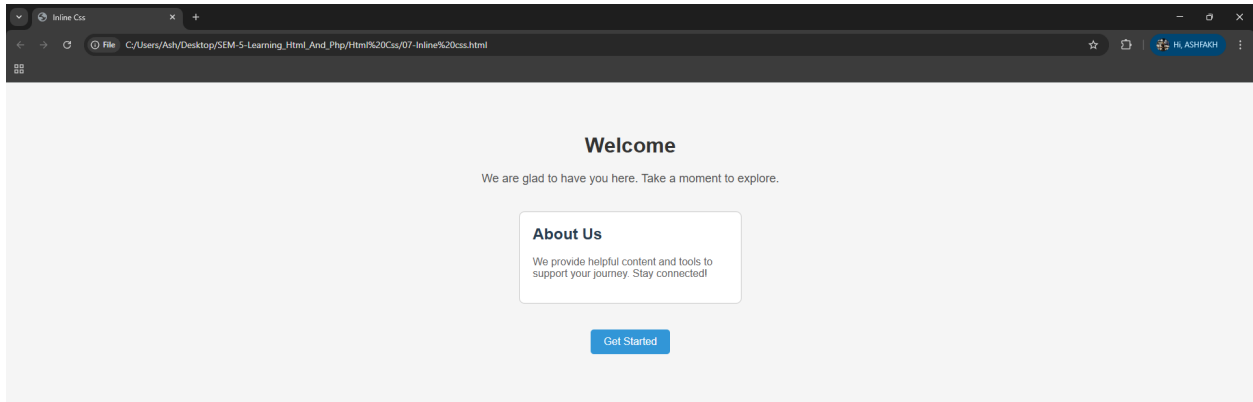 Inline Css
File C:/Users/Ash/Desktop/SEM-5-Learning_Html_And_Php/Html%20Css/07-Inline%20css.html
Hi, ASHFAKH
Welcome
We are glad to have you here. Take a moment to explore.
About Us
We provide helpful content and tools to
support your journey. Stay connected!
Get Started